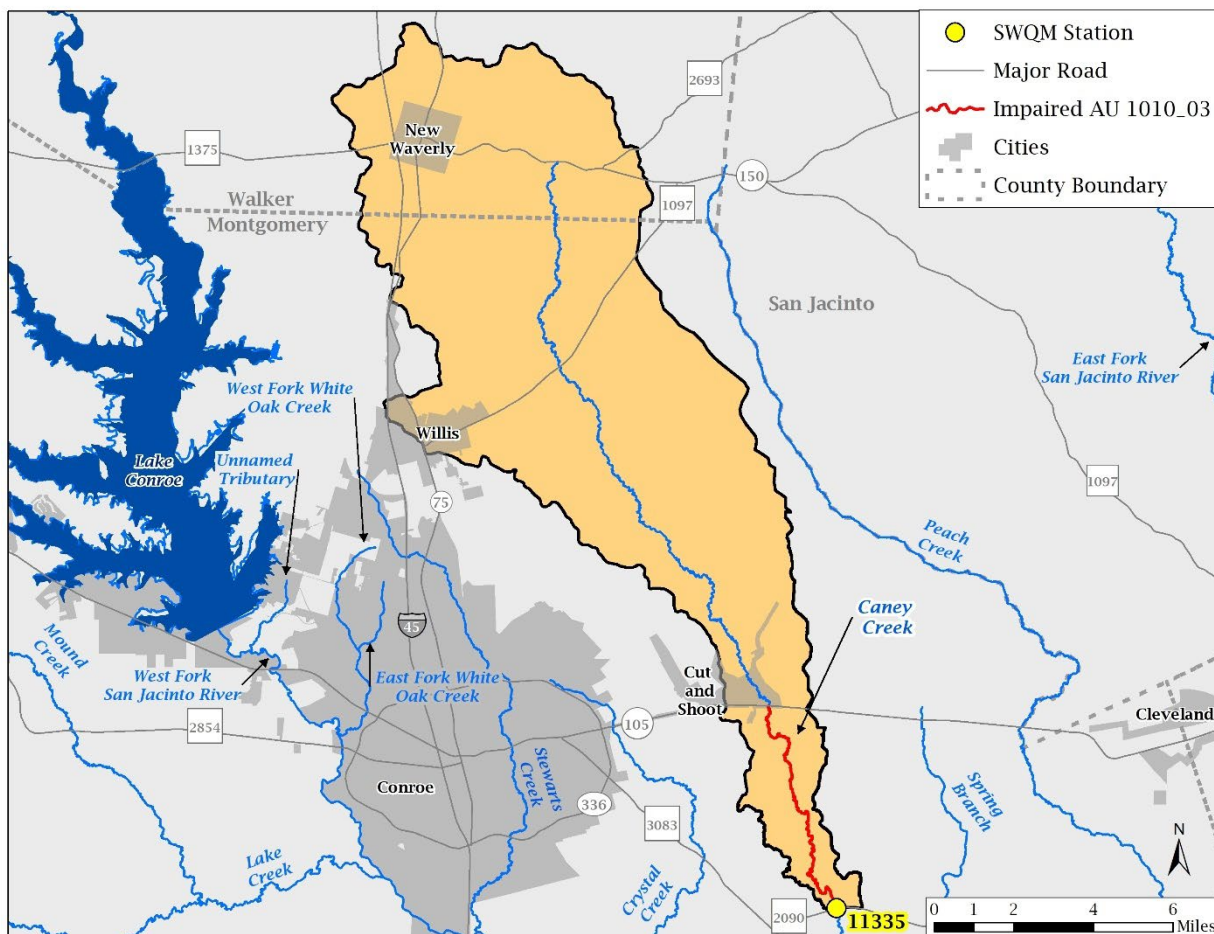 SWQM Station
Major Road
Impaired AU 1010_03
Cities
County Boundary
2693
New
Waverly
1375
150
1097
Walker
Montgomery
San Jacinto
East Fork
San Jacinto River
West Fork White
Oak Creek
Willis
Unnamed
Tributary
Lake
Conroe
75
1097
Peach
Creek
Caney
Creek
45
Mound
Creek
West Fork
San Jacinto River
East Fork White
Oak Creek
Cut
and
Shoot
Cleveland
2854
105
Stewarts
Creek
Spring
Branch
Conroe
336
3083
N
Lake
Creek
Crystal
Creek
2090
11335
0 1 2 4 6
Miles